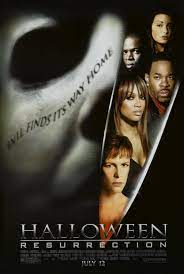 EVIL FINDS ITS WAY HOME
HALLOWEEN
RESURRECTION
JULY 12